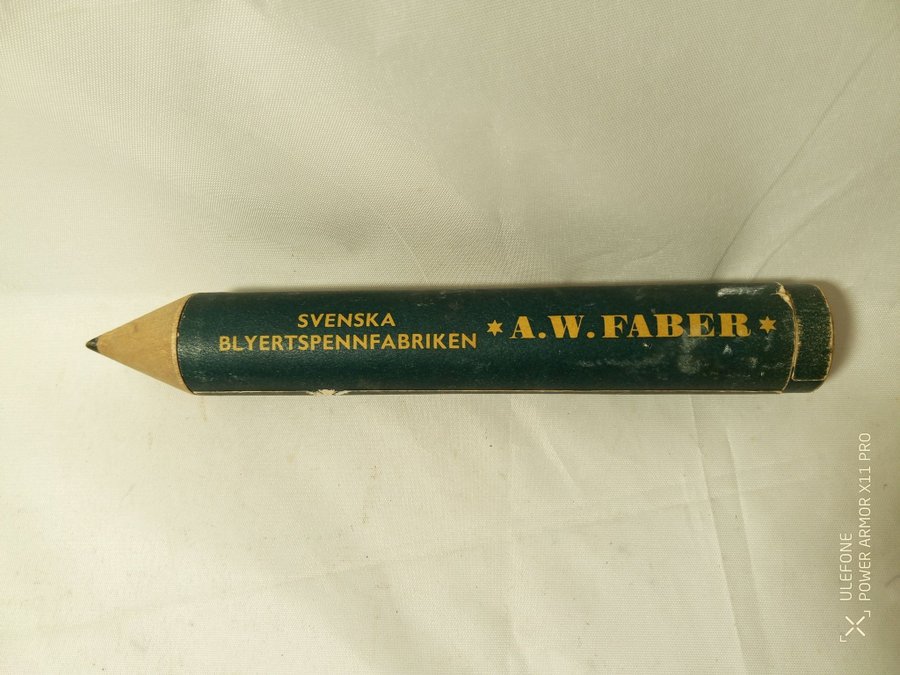 SVENSKA
BLYERTSPENNFABRIKEN
★ A.W. FABER ★
ULEFONE
POWER ARMOR X11 PRO